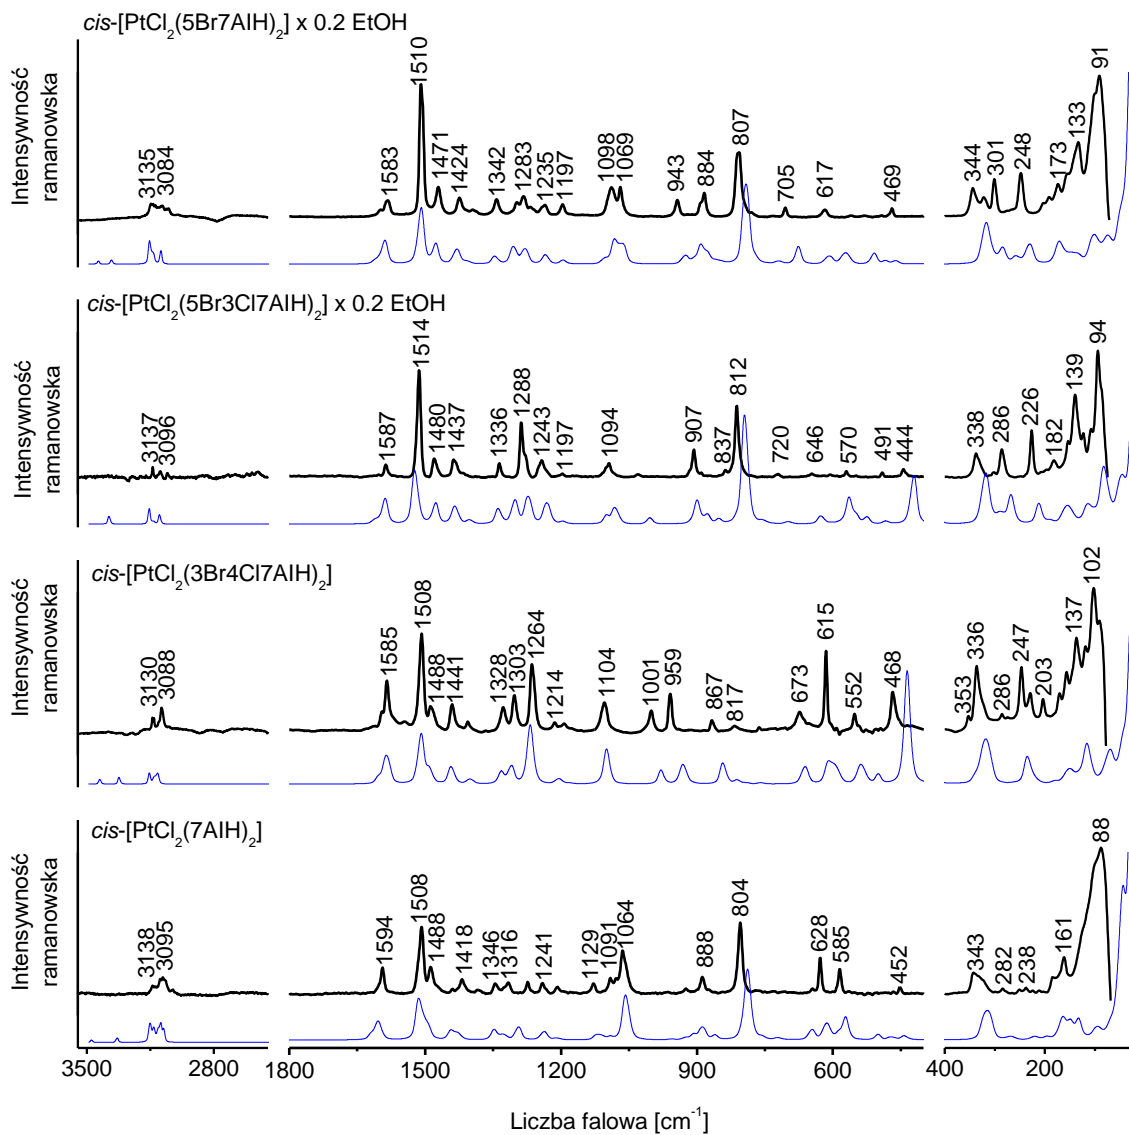 cis-[PtCl₂(5Br7AIH)₂] x 0.2 EtOH
Intensywność
ramanowska
3135 3084 1583 1510 1471 1424 1342 1283 1235 1197 1098 1069 943 884 807 705 617 469 344 301 248 173 133 91
cis-[PtCl₂(5Br3Cl7AIH)₂] x 0.2 EtOH
Intensywność
ramanowska
3137 3096 1587 1514 1480 1437 1336 1288 1243 1197 1094 907 837 812 720 646 570 491 444 338 286 226 182 139 94
cis-[PtCl₂(3Br4Cl7AIH)₂]
Intensywność
ramanowska
3130 3088 1585 1508 1488 1441 1328 1303 1264 1214 1104 1001 959 867 817 673 615 552 468 353 336 286 247 203 137 102
cis-[PtCl₂(7AIH)₂]
Intensywność
ramanowska
3138 3095 1594 1508 1488 1418 1346 1316 1241 1129 1091 1064 888 804 628 585 452 343 282 238 161 88
3500 2800 1800 1500 1200 900 600 400 200
Liczba falowa [cm⁻¹]